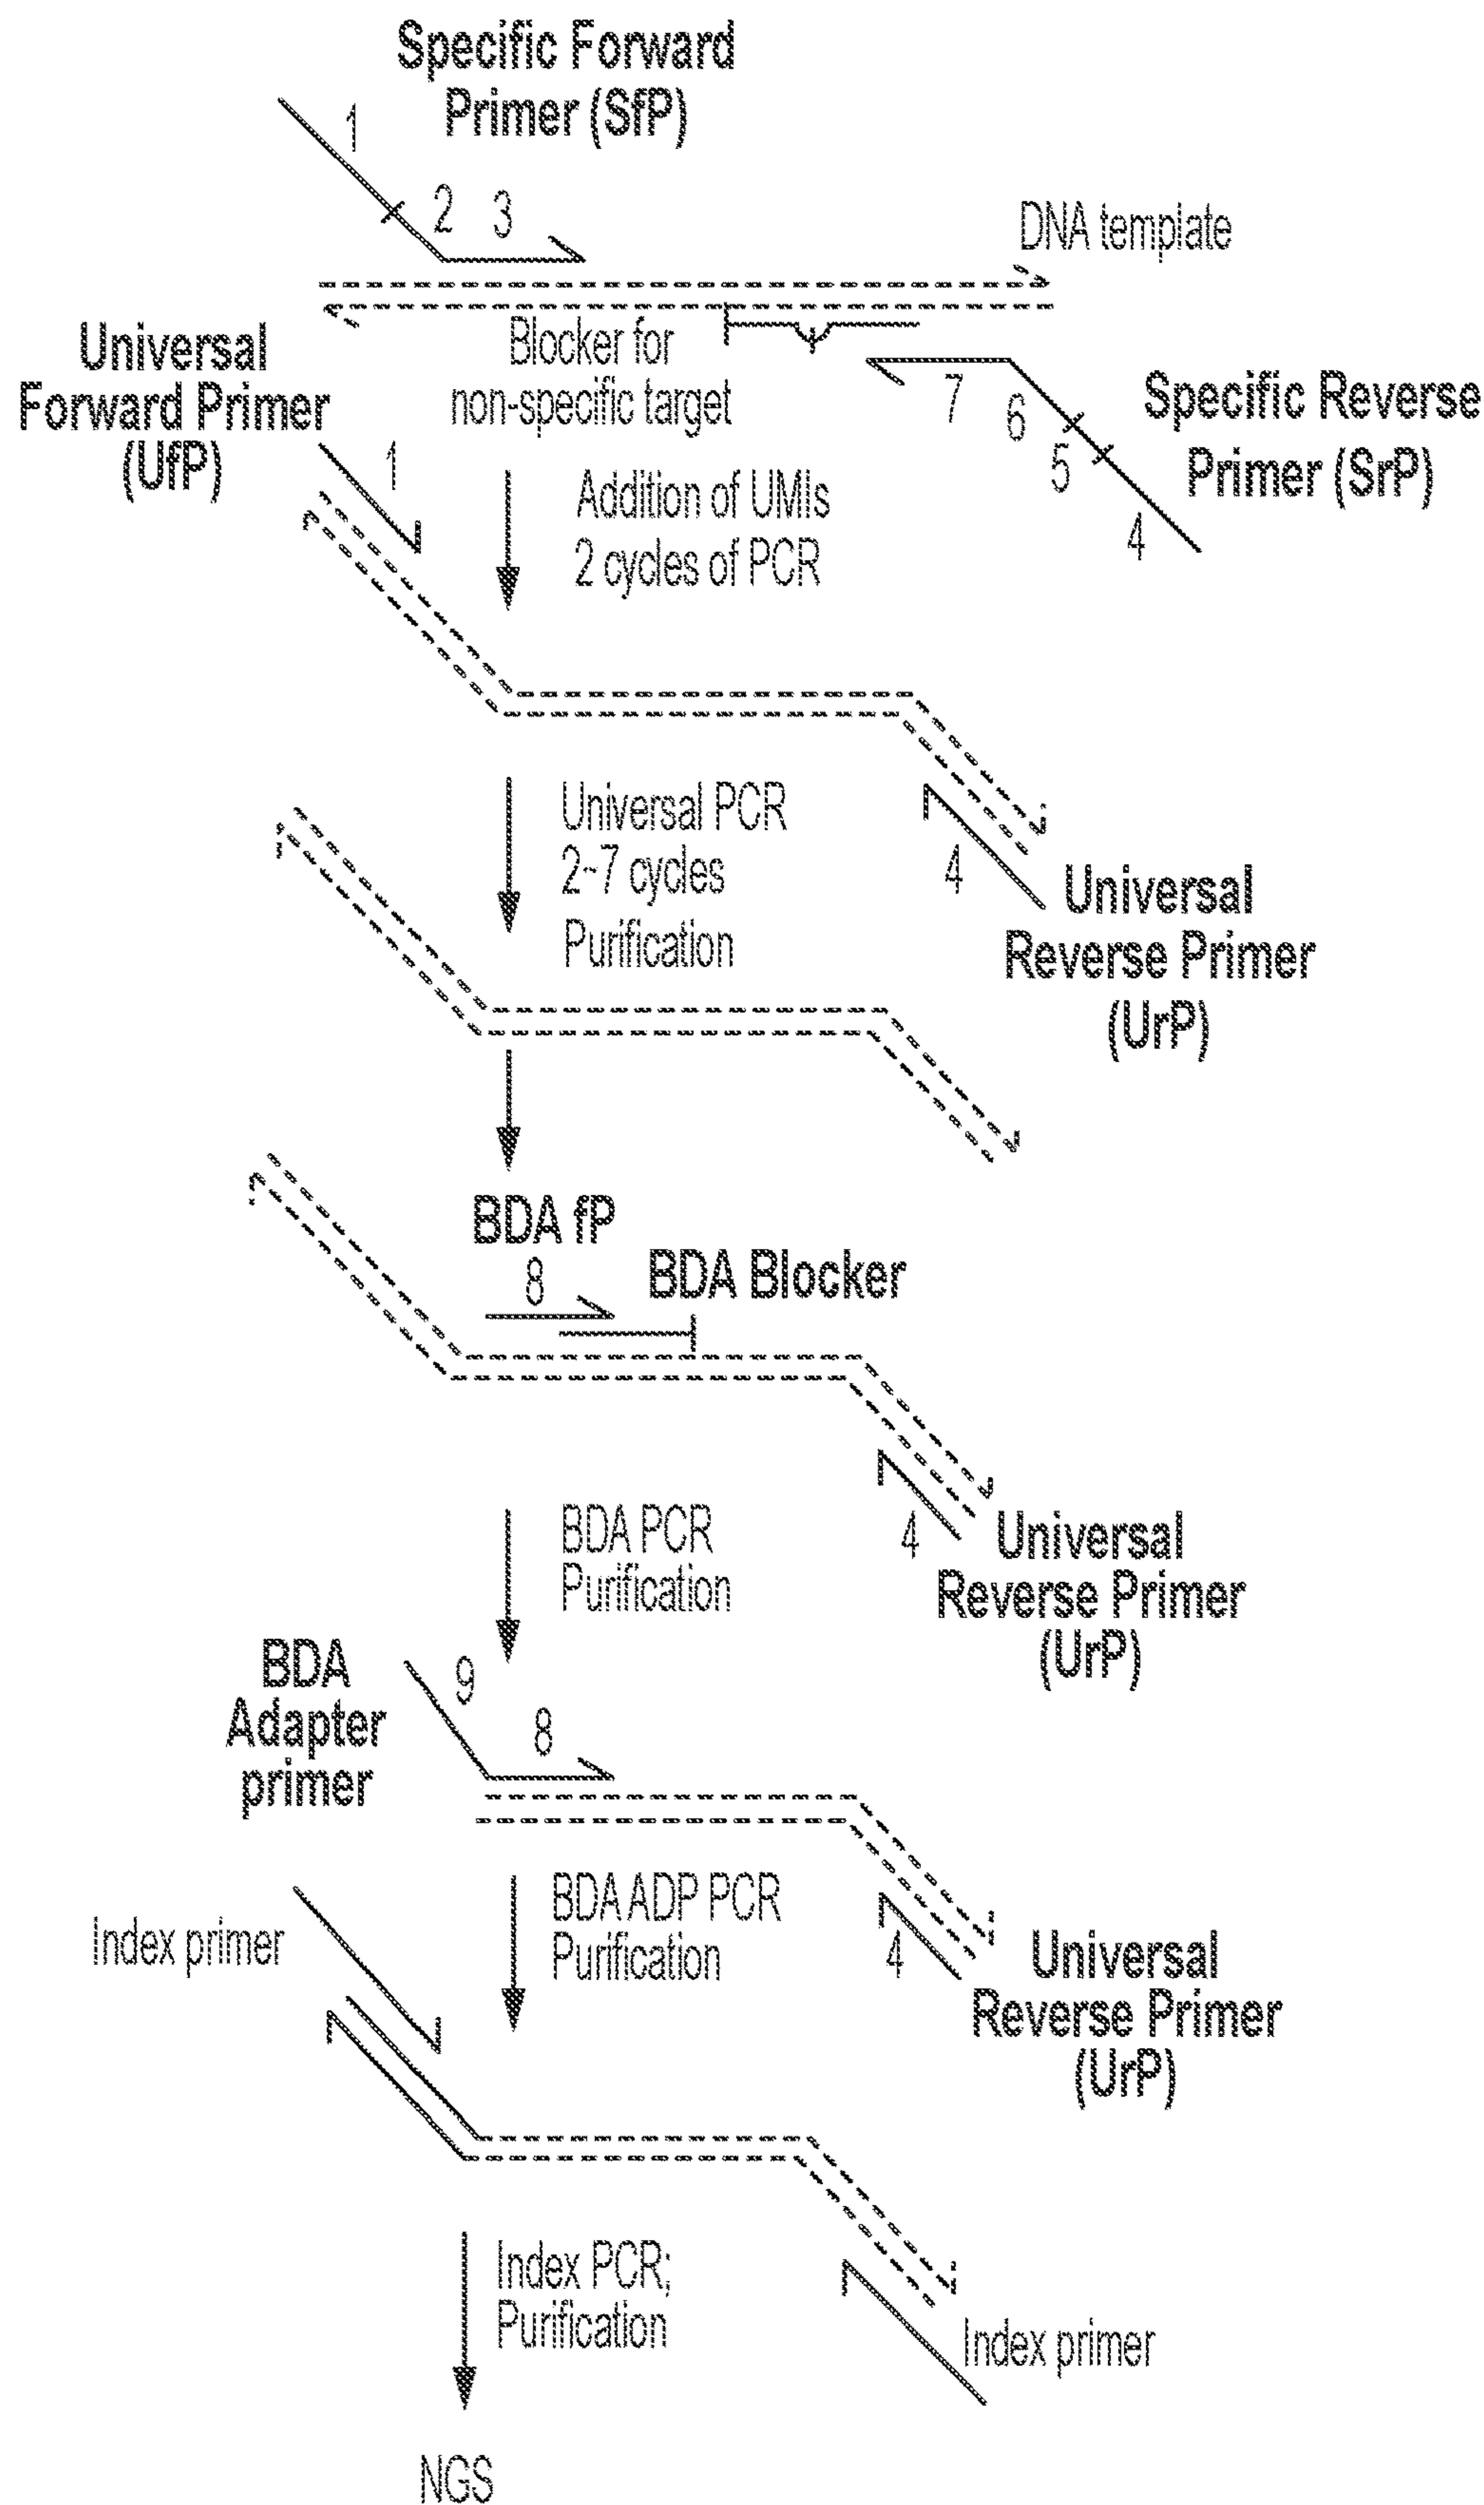 Specific Forward
Primer (SfP)
1
2
3
DNA template
Blocker for
non-specific target
Universal
Forward Primer
(UfP)
1
7
6
5
4
Specific Reverse
Primer (SrP)
Addition of UMIs
2 cycles of PCR
Universal PCR
2~7 cycles
Purification
4
Universal
Reverse Primer
(UrP)
BDA fP
8
BDA Blocker
4
Universal
Reverse Primer
(UrP)
BDA PCR
Purification
BDA
Adapter
primer
9
8
BDA ADP PCR
Purification
4
Universal
Reverse Primer
(UrP)
Index primer
Index PCR;
Purification
Index primer
NGS